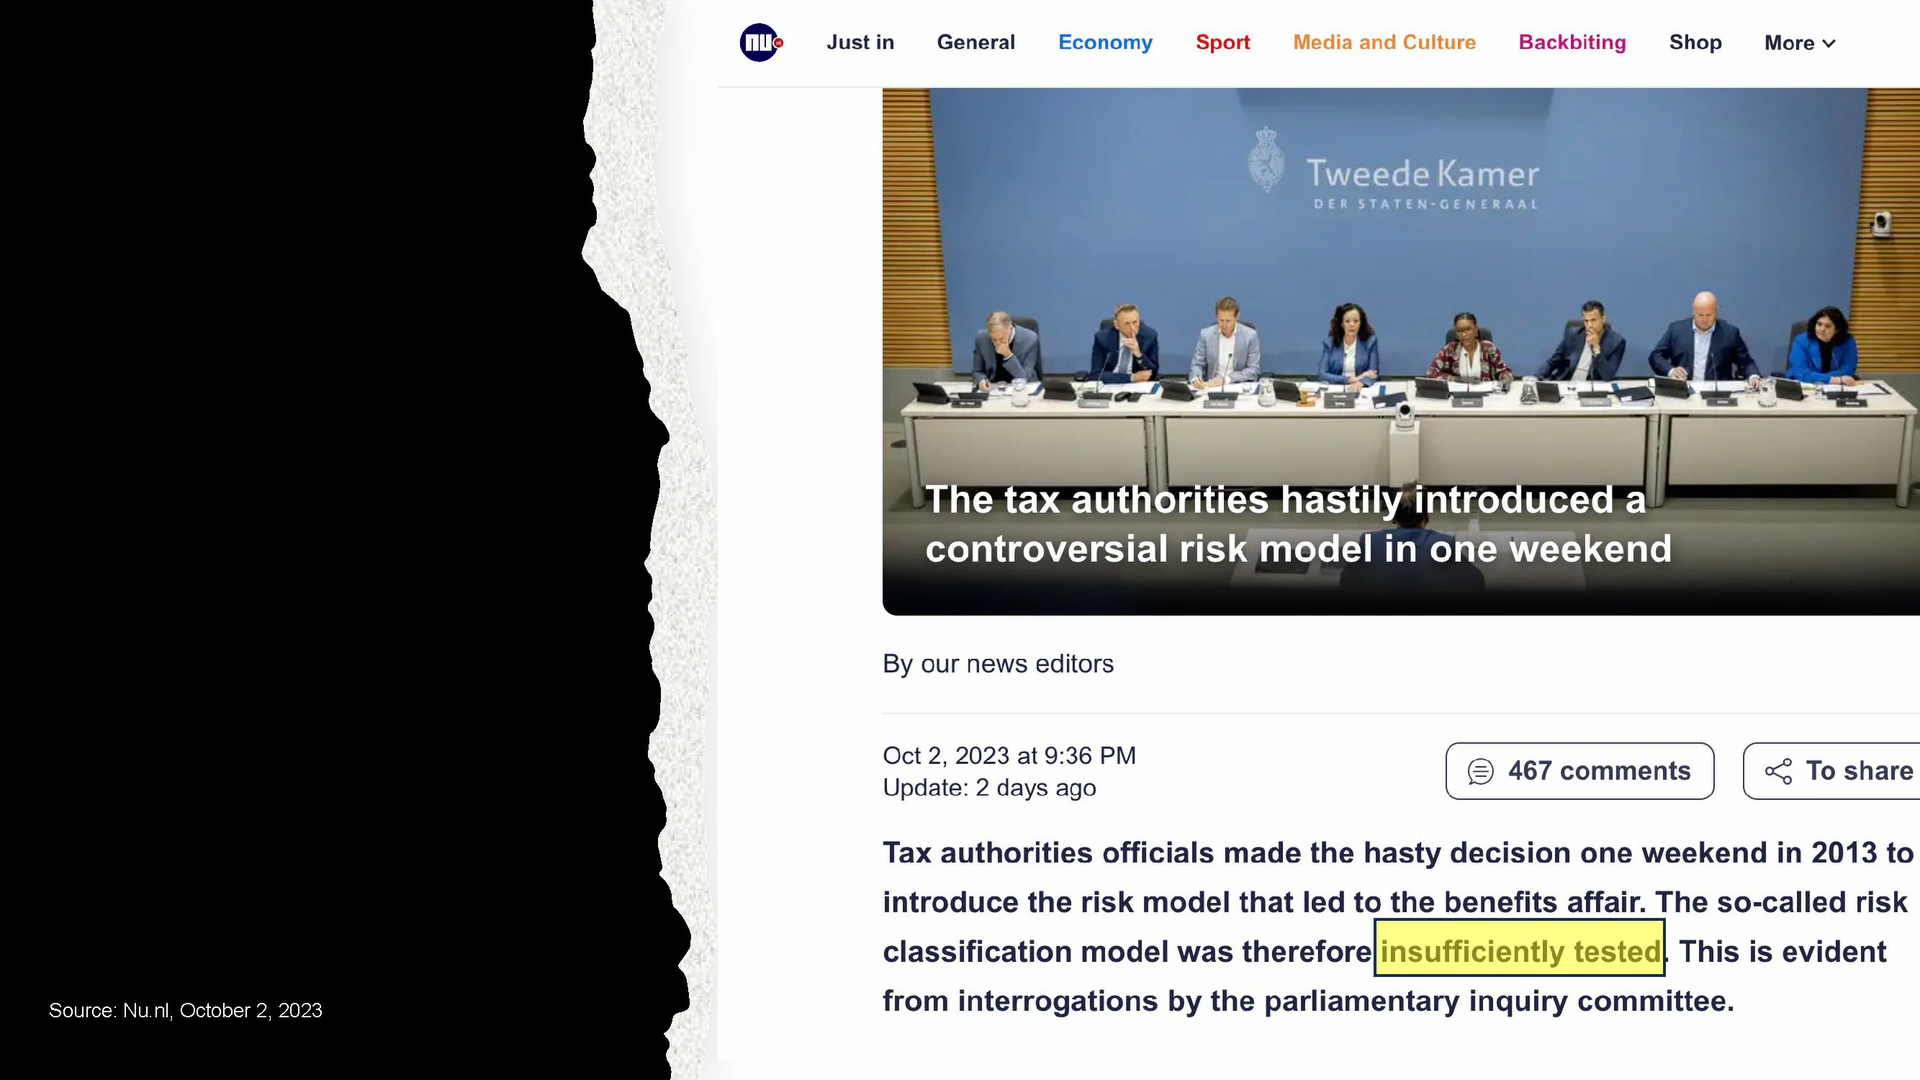 nu
Just in General Economy Sport Media and Culture Backbiting Shop More
Tweede Kamer
DER STATEN-GENERAAL
The tax authorities hastily introduced a
controversial risk model in one weekend
By our news editors
Oct 2, 2023 at 9:36 PM
Update: 2 days ago
467 comments
To share
Tax authorities officials made the hasty decision one weekend in 2013 to
introduce the risk model that led to the benefits affair. The so-called risk
classification model was therefore insufficiently tested. This is evident
from interrogations by the parliamentary inquiry committee.
Source: Nu.nl, October 2, 2023